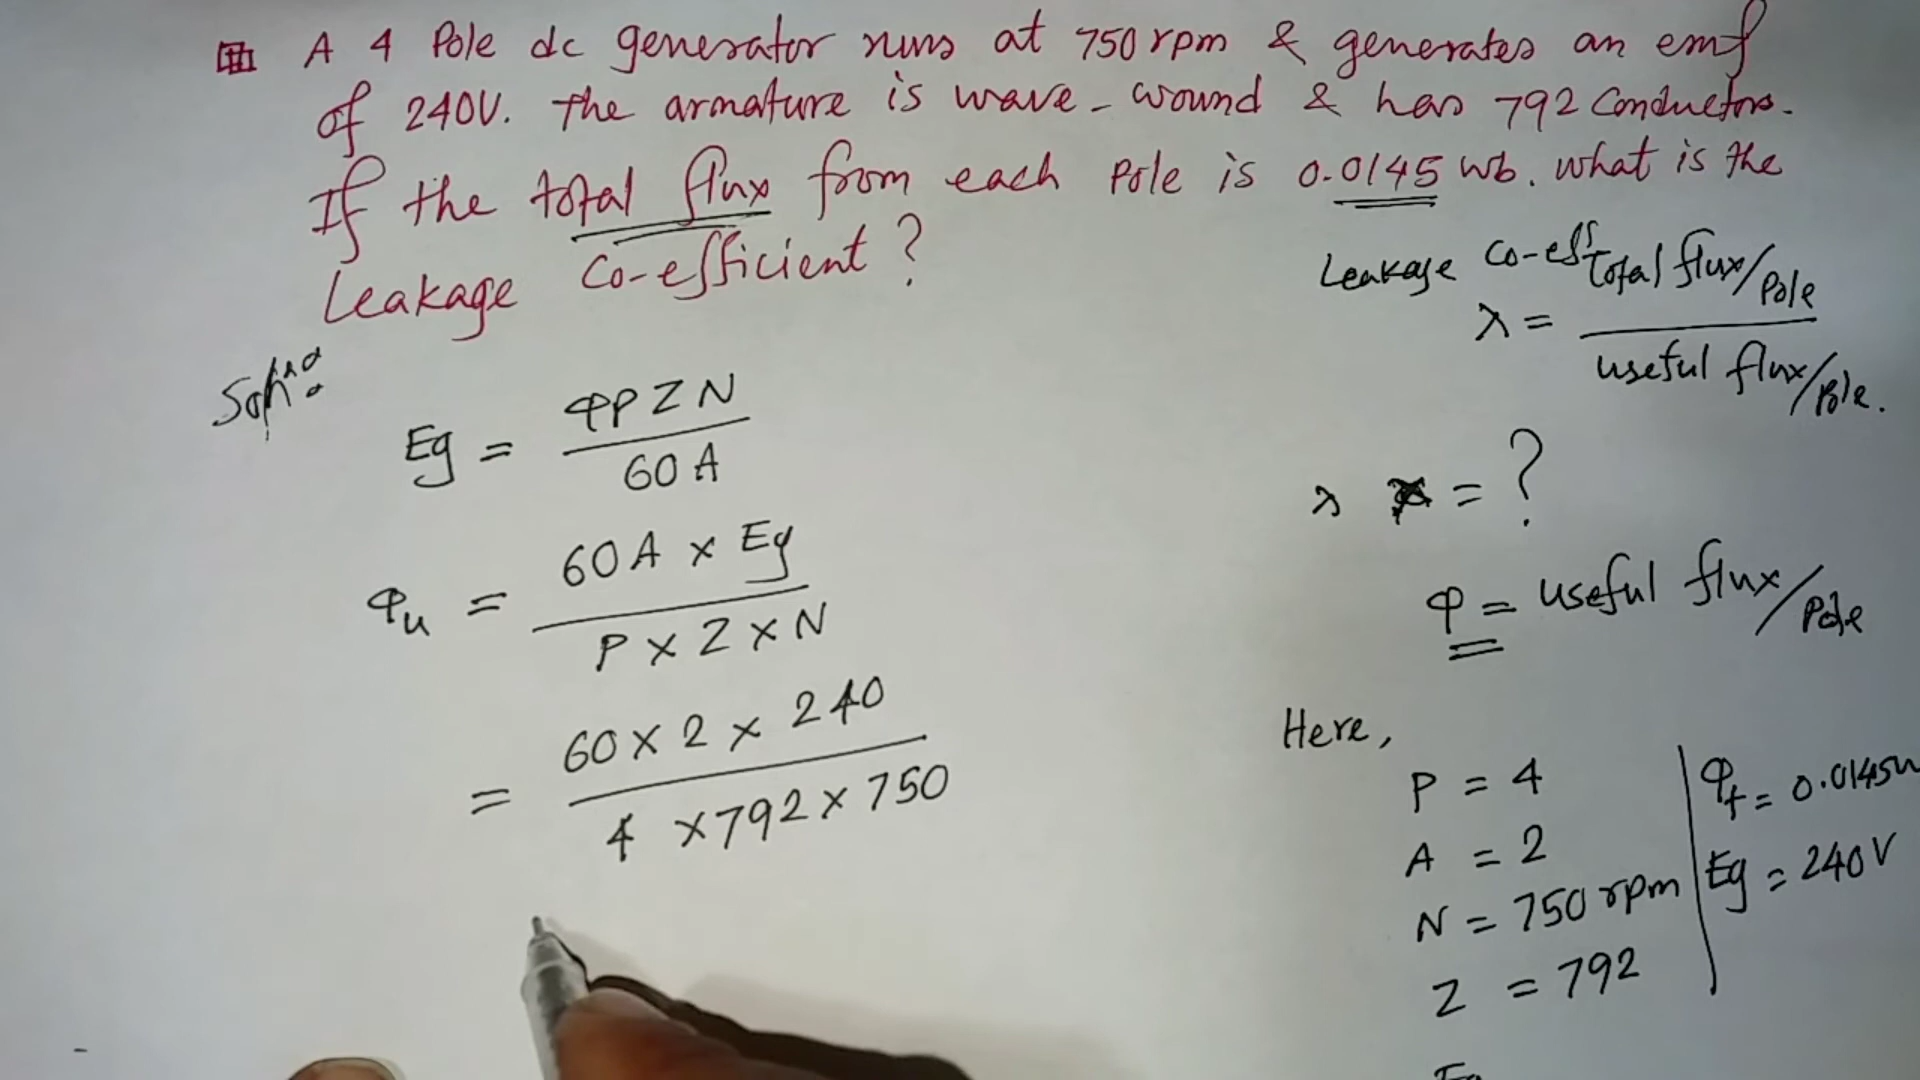 A 4 Pole dc generator runs at 750 rpm & generates an emf
of 240V. The armature is wave-wound & has 792 Conductors.
If the total flux from each pole is 0.0145 wb. what is the
Leakage Co-efficient?
Leakage Co-eff
λ = Total flux/Pole
useful flux/Pole.
Soln:
Eg = φPZN
60A
φu = 60A × Eg
P × Z × N
= 60 × 2 × 240
4 × 792 × 750
λ = ?
φ = useful flux/Pole
Here,
P = 4
A = 2
N = 750 rpm
Z = 792
φt = 0.0145w
Eg = 240V